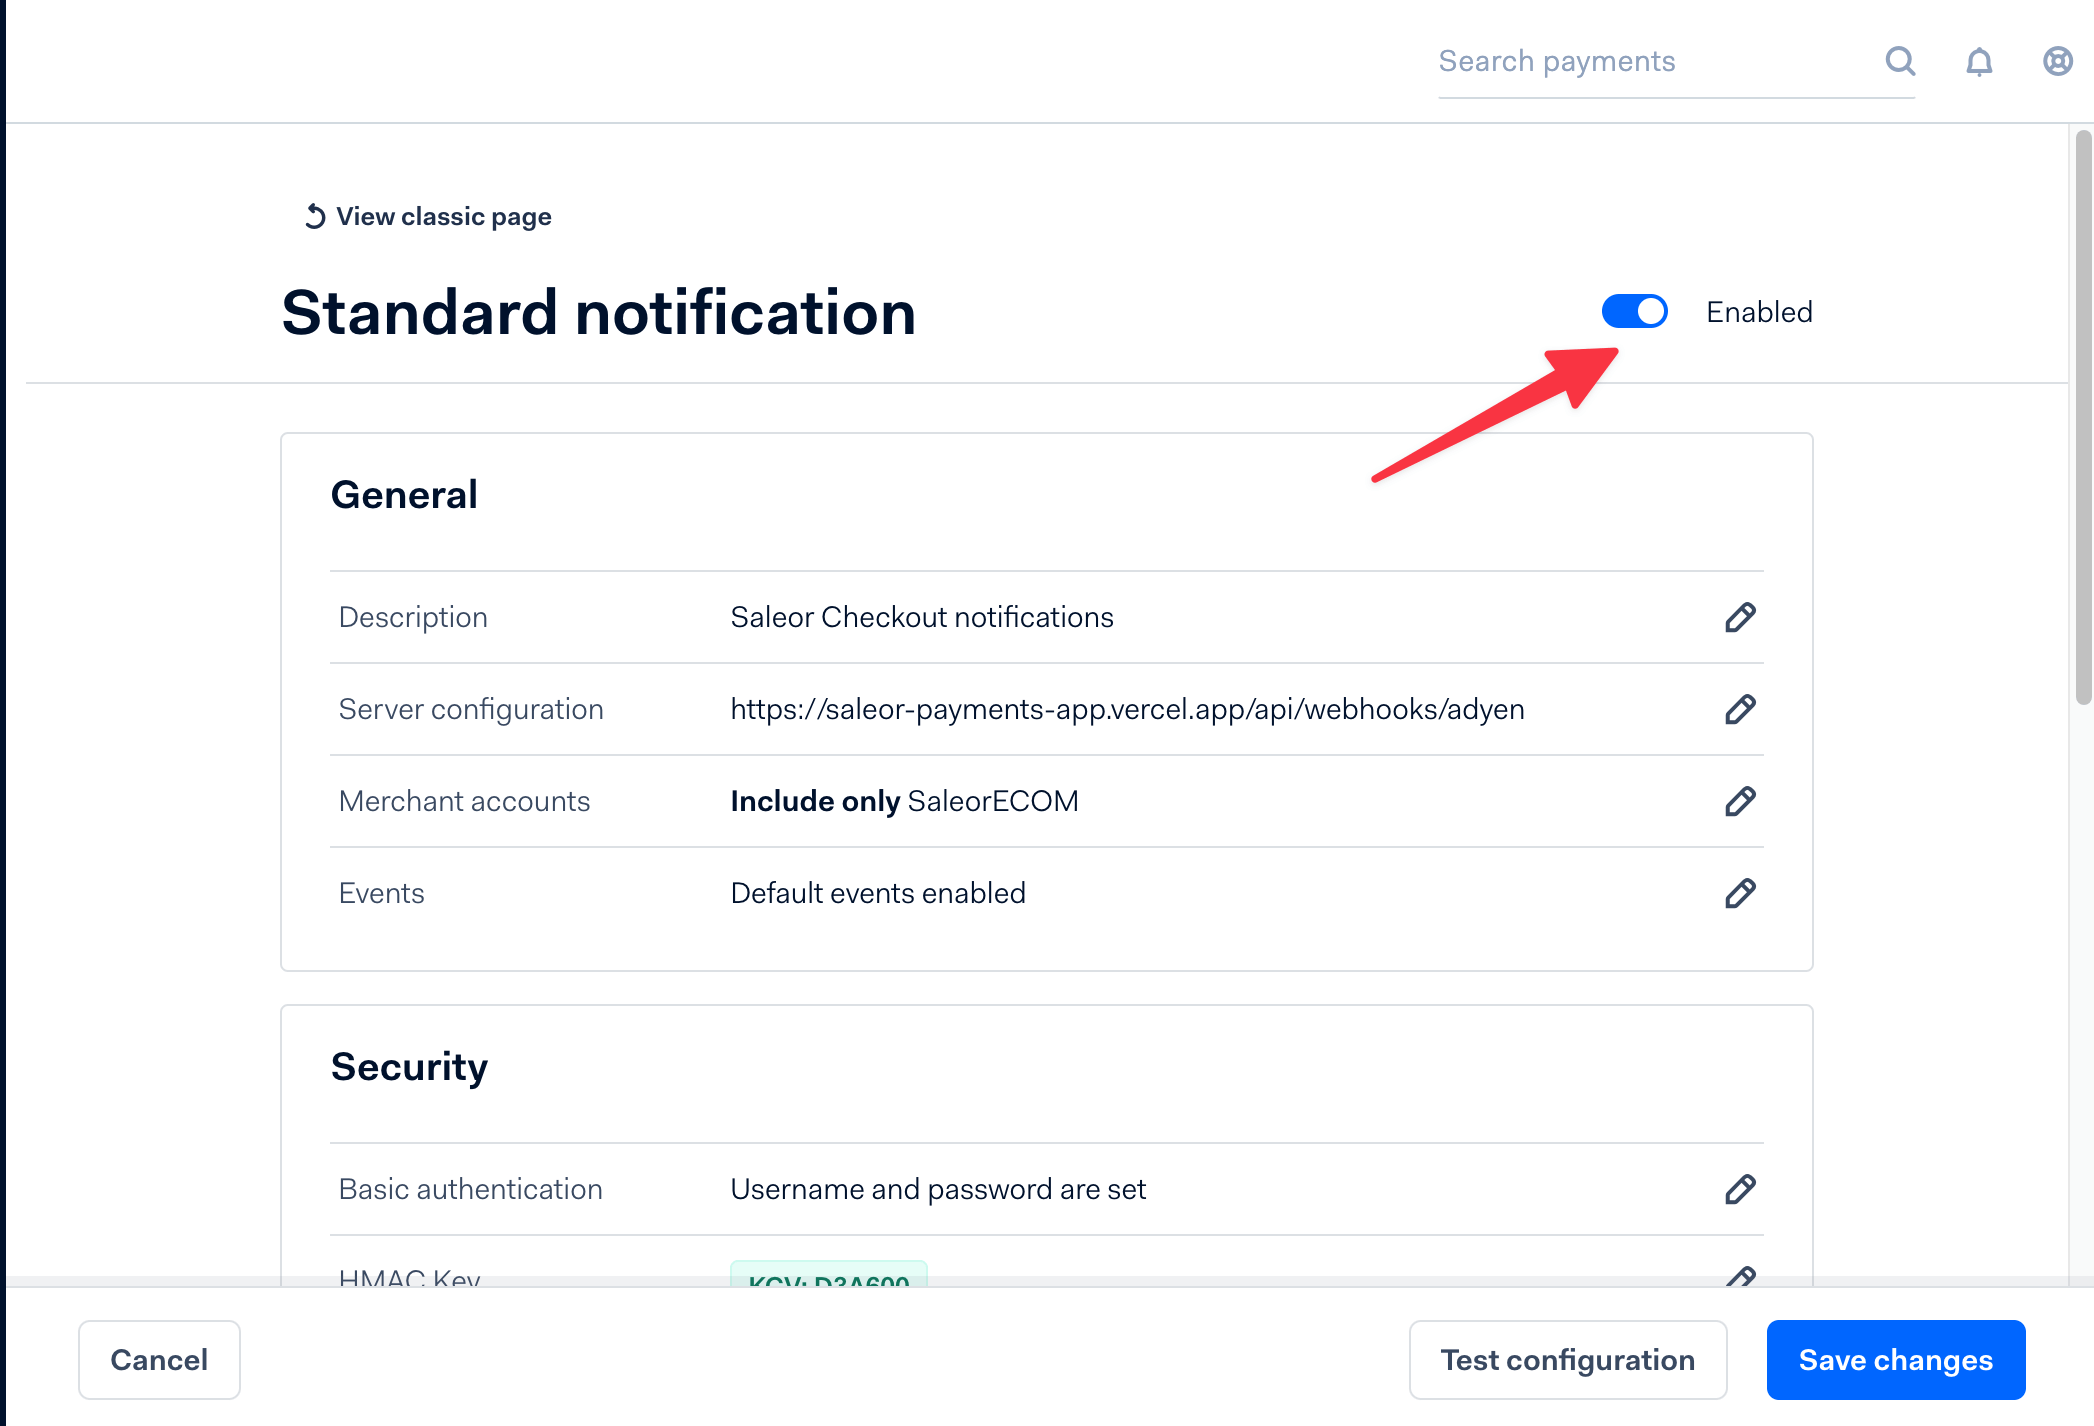 Search payments
View classic page
Standard notification
Enabled
General
Description Saleor Checkout notifications
Server configuration https://saleor-payments-app.vercel.app/api/webhooks/adyen
Merchant accounts Include only SaleorECOM
Events Default events enabled
Security
Basic authentication Username and password are set
HMAC Key KCV: D3A600
Cancel Test configuration Save changes